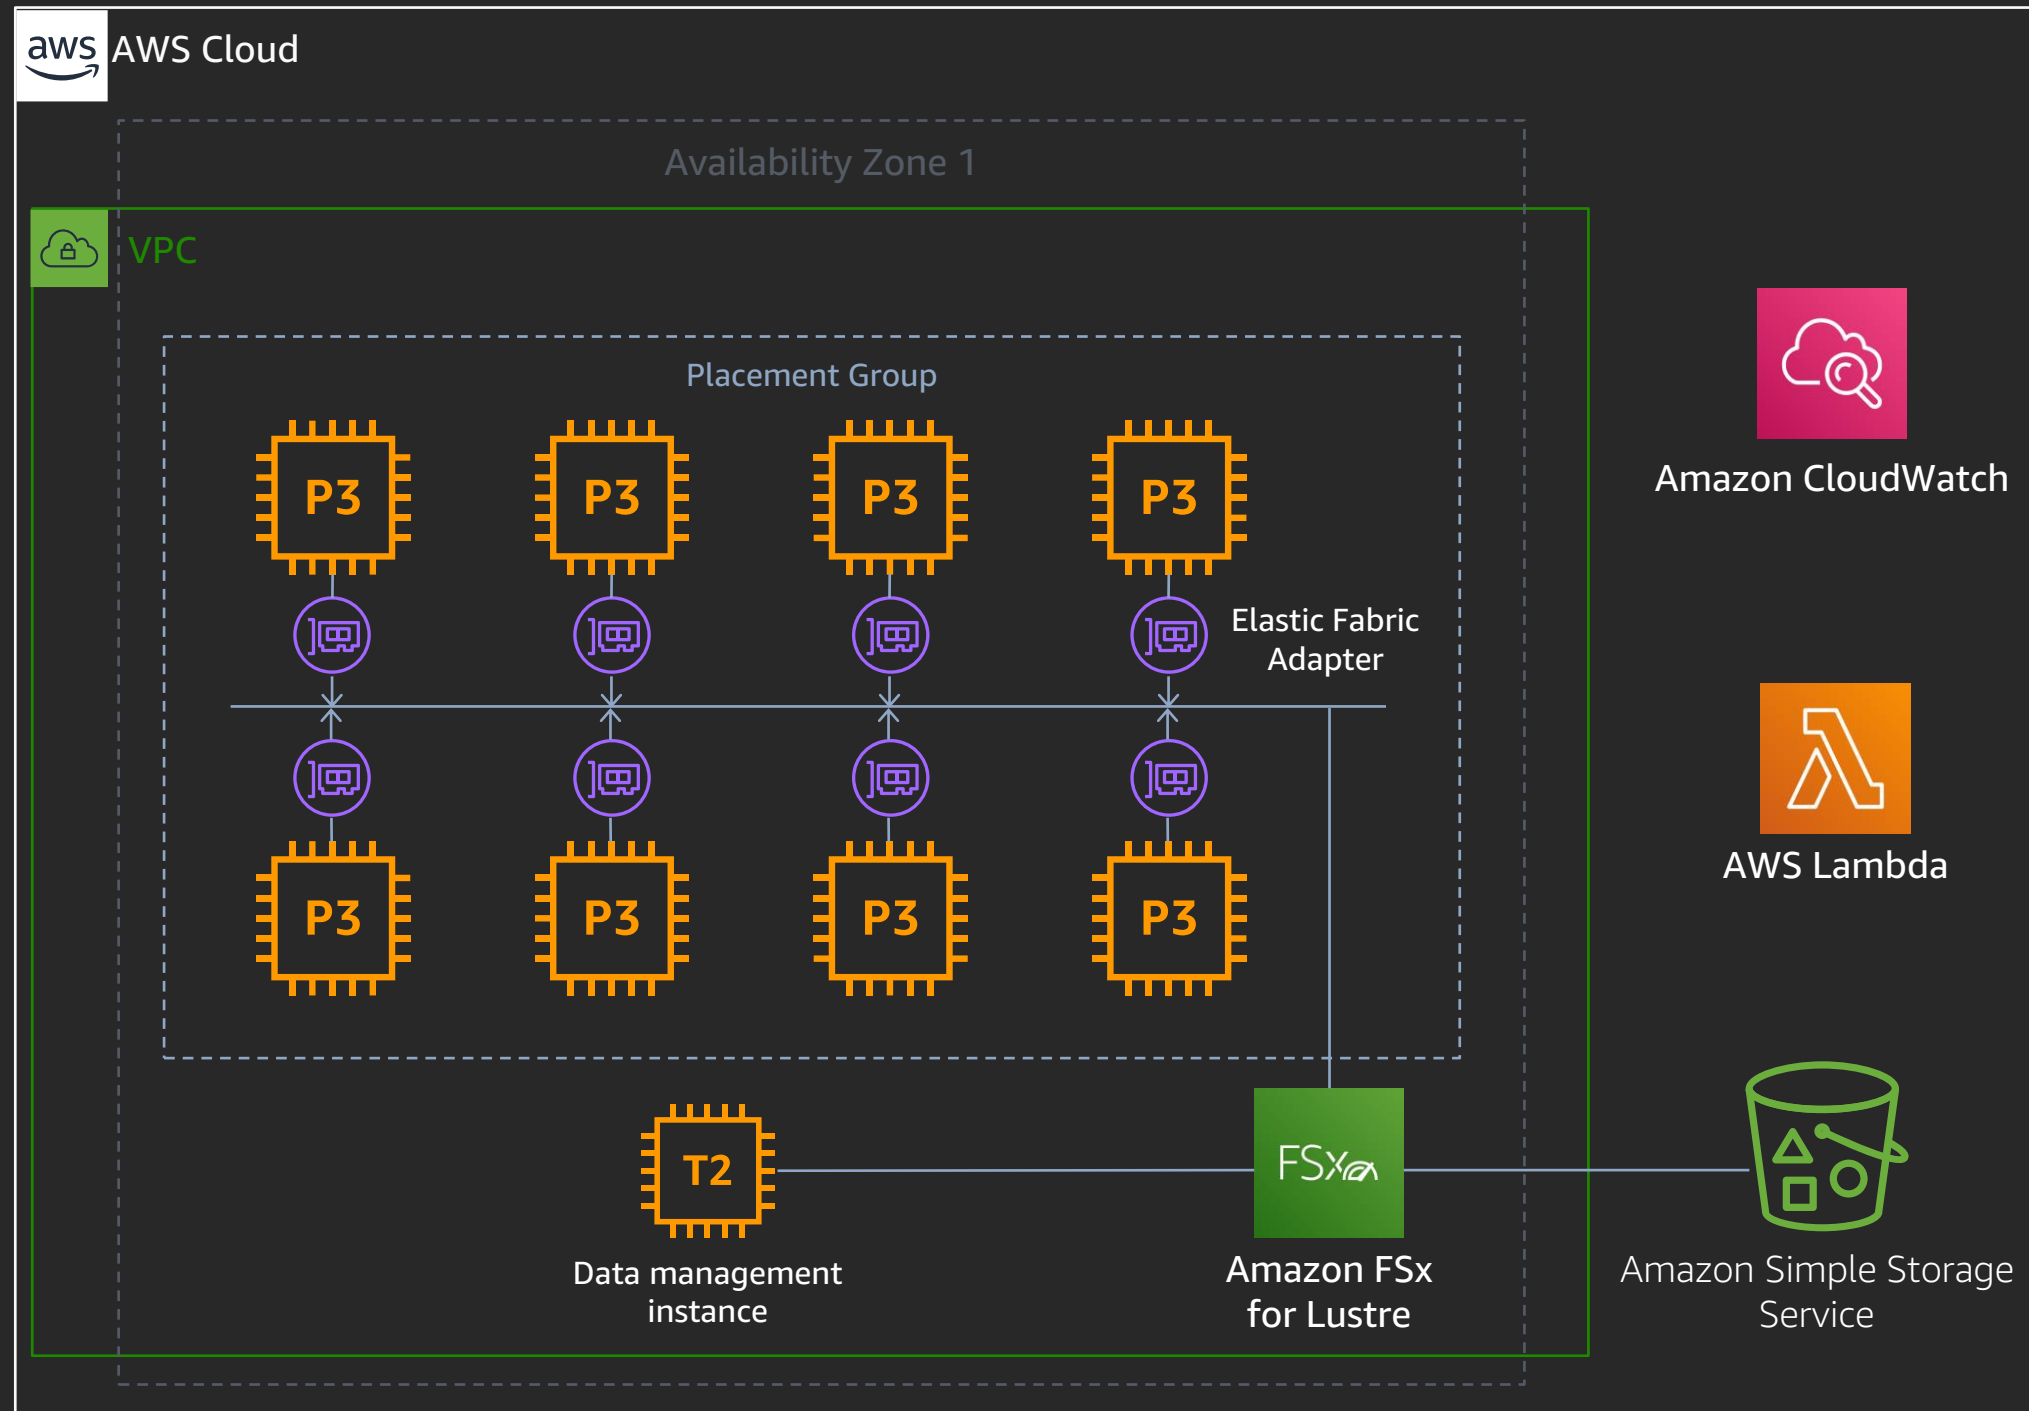 aws
AWS Cloud
Availability Zone 1
VPC
Placement Group
P3
P3
P3
P3
Amazon CloudWatch
Elastic Fabric
Adapter
AWS Lambda
P3
P3
P3
P3
T2
FSx
Data management
instance
Amazon FSx
for Lustre
Amazon Simple Storage
Service